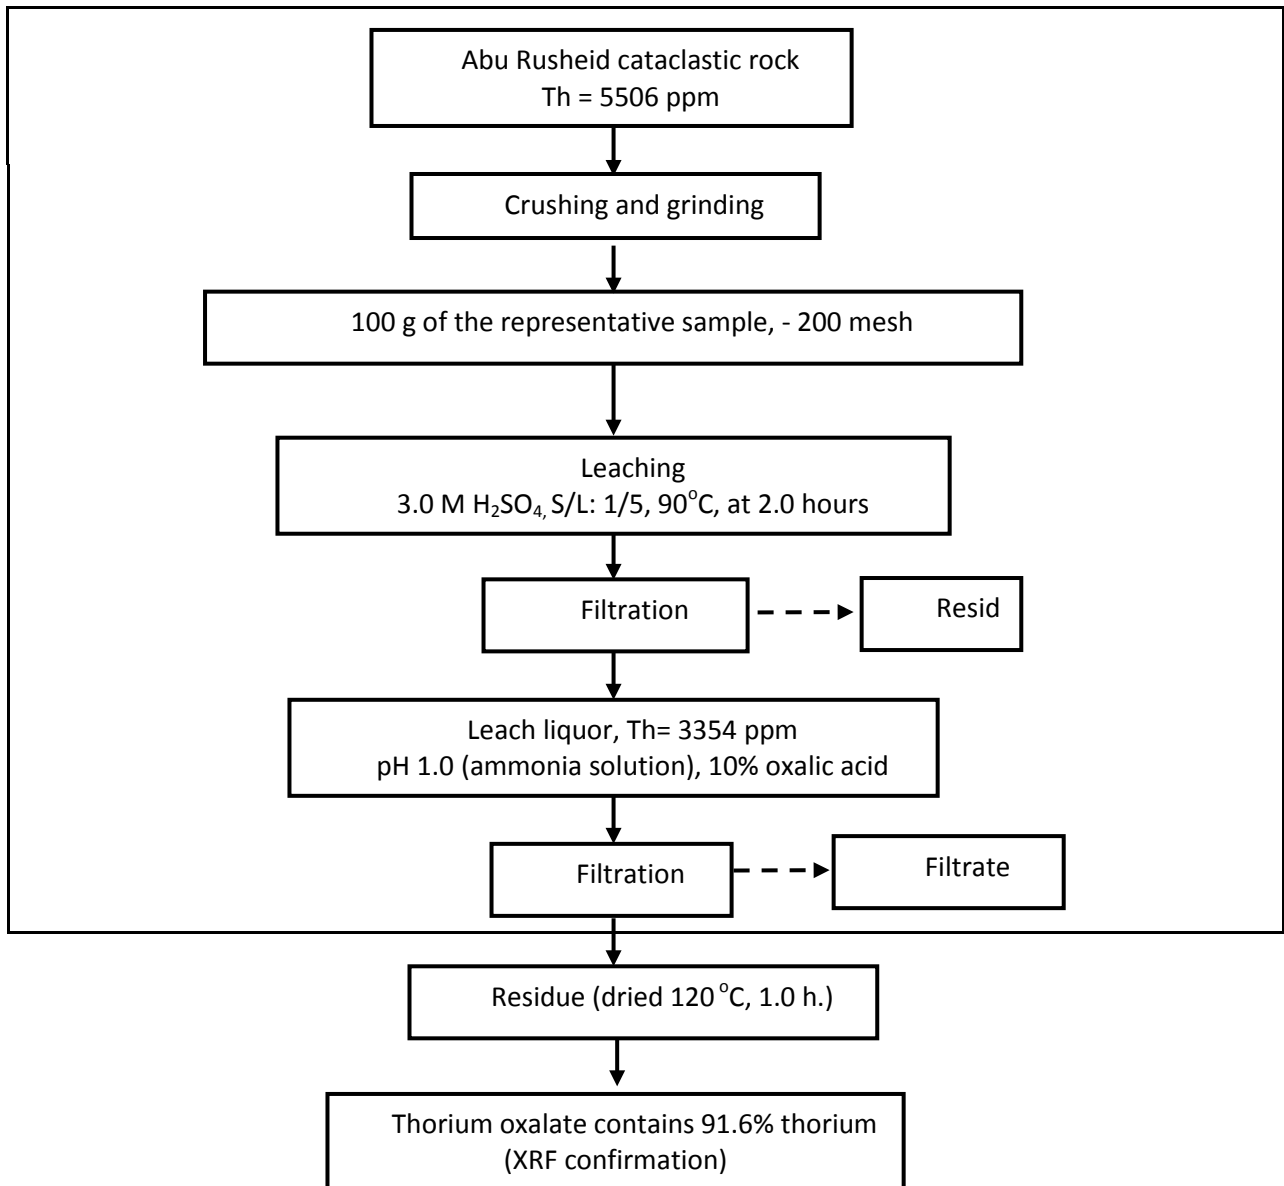 Abu Rusheid cataclastic rock
Th = 5506 ppm
Crushing and grinding
100 g of the representative sample, - 200 mesh
Leaching
3.0 M H₂SO₄, S/L: 1/5, 90°C, at 2.0 hours
Filtration
Resid
Leach liquor, Th= 3354 ppm
pH 1.0 (ammonia solution), 10% oxalic acid
Filtration
Filtrate
Residue (dried 120 °C, 1.0 h.)
Thorium oxalate contains 91.6% thorium
(XRF confirmation)